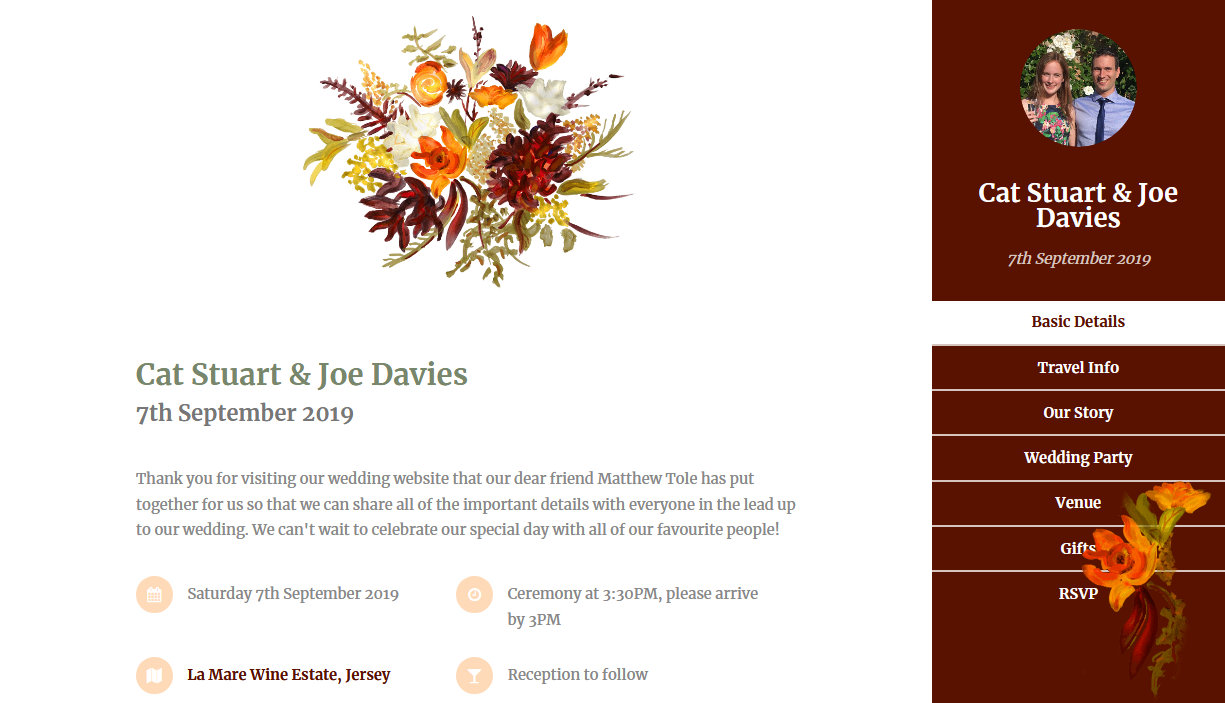 Cat Stuart & Joe Davies
7th September 2019
Thank you for visiting our wedding website that our dear friend Matthew Tole has put
together for us so that we can share all of the important details with everyone in the lead up
to our wedding. We can't wait to celebrate our special day with all of our favourite people!
Saturday 7th September 2019
Ceremony at 3:30PM, please arrive
by 3PM
La Mare Wine Estate, Jersey
Reception to follow
Cat Stuart & Joe
Davies
7th September 2019
Basic Details
Travel Info
Our Story
Wedding Party
Venue
Gifts
RSVP